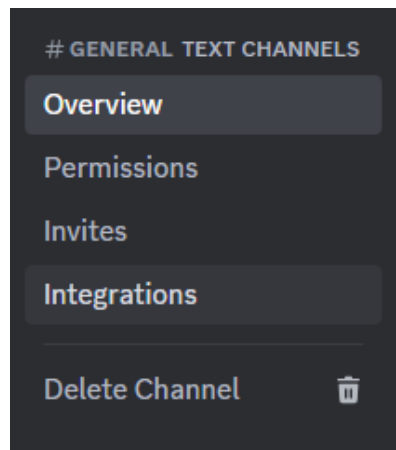 # GENERAL TEXT CHANNELS
Overview
Permissions
Invites
Integrations
Delete Channel